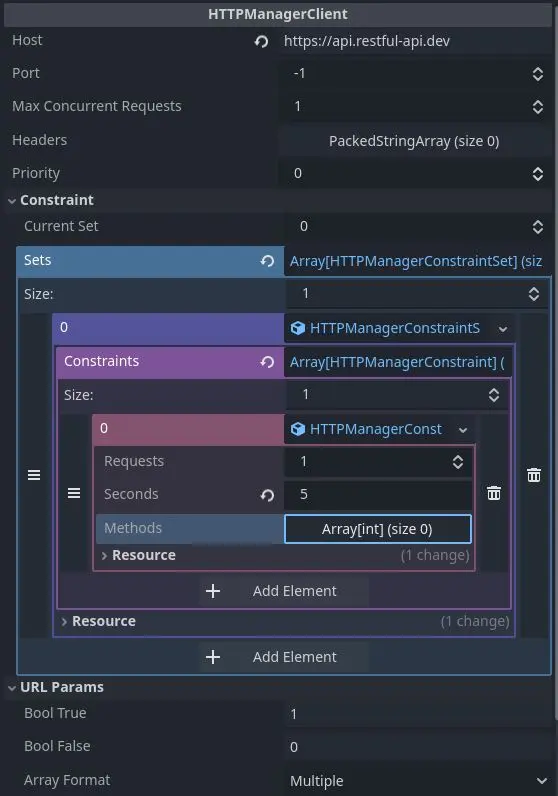 HTTPManagerClient
Host https://api.restful-api.dev
Port -1
Max Concurrent Requests 1
Headers PackedStringArray (size 0)
Priority 0
Constraint
Current Set 0
Sets Array[HTTPManagerConstraintSet] (siz
Size: 1
0 HTTPManagerConstraintS
Constraints Array[HTTPManagerConstraint] (
Size: 1
0 HTTPManagerConst
Requests 1
Seconds 5
Methods Array[int] (size 0)
Resource (1 change)
+ Add Element
Resource (1 change)
+ Add Element
URL Params
Bool True 1
Bool False 0
Array Format Multiple